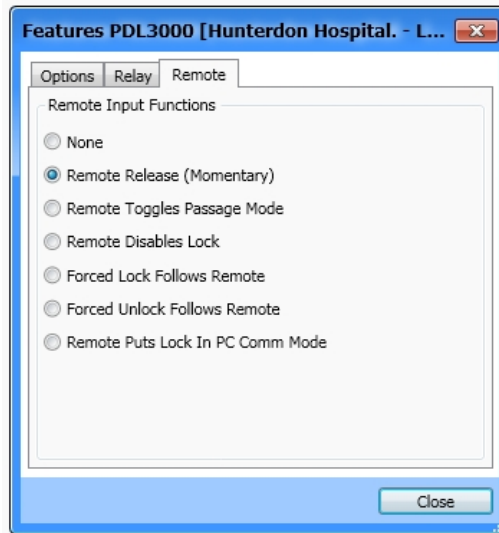 Features PDL3000 [Hunterdon Hospital. - L...
Options Relay Remote
Remote Input Functions
None
Remote Release (Momentary)
Remote Toggles Passage Mode
Remote Disables Lock
Forced Lock Follows Remote
Forced Unlock Follows Remote
Remote Puts Lock In PC Comm Mode
Close